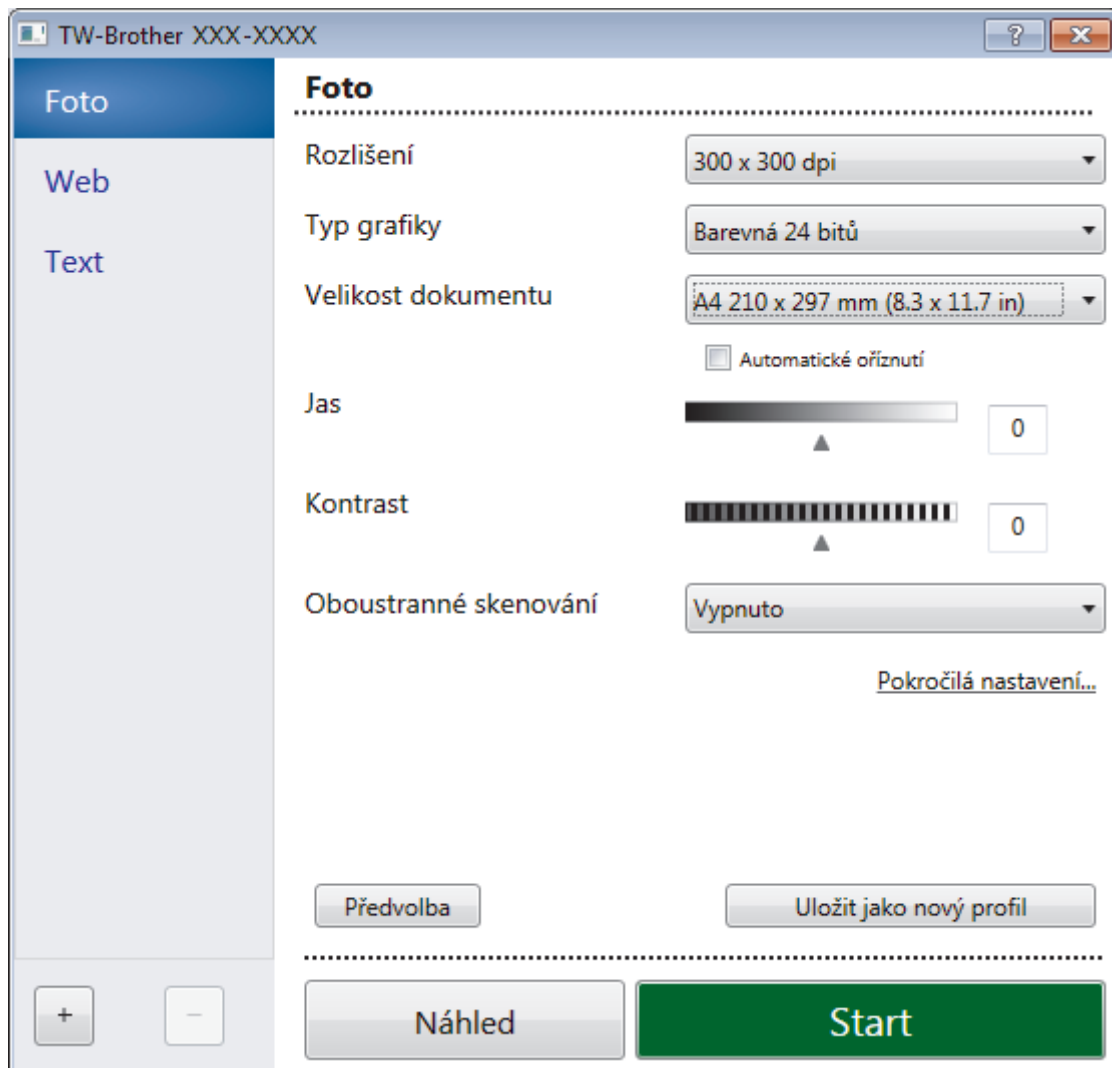 TW-Brother XXX-XXXX
?
Foto
Web
Text
Foto
Rozlišení
300 x 300 dpi
Typ grafiky
Barevná 24 bitů
Velikost dokumentu
A4 210 x 297 mm (8.3 x 11.7 in)
Automatické oříznutí
Jas
0
Kontrast
0
Oboustranné skenování
Vypnuto
Pokročilá nastavení...
Předvolba
Uložit jako nový profil
+
−
Náhled
Start